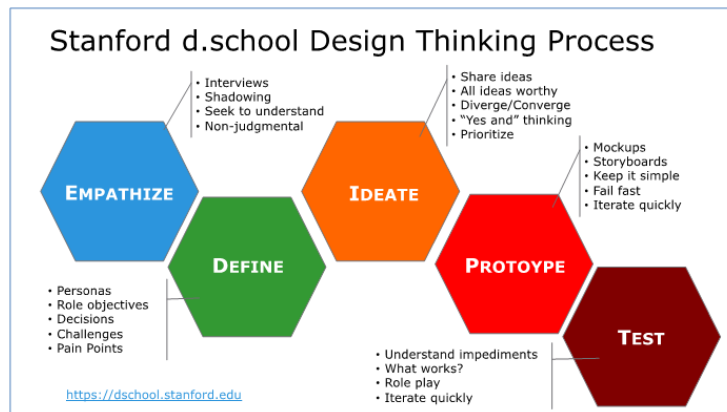 Stanford d.school Design Thinking Process
• Interviews
• Shadowing
• Seek to understand
• Non-judgmental
EMPATHIZE
• Personas
• Role objectives
• Decisions
• Challenges
• Pain Points
DEFINE
• Share ideas
• All ideas worthy
• Diverge/Converge
• “Yes and” thinking
• Prioritize
IDEATE
• Mockups
• Storyboards
• Keep it simple
• Fail fast
• Iterate quickly
PROTOYPE
• Understand impediments
• What works?
• Role play
• Iterate quickly
TEST
https://dschool.stanford.edu